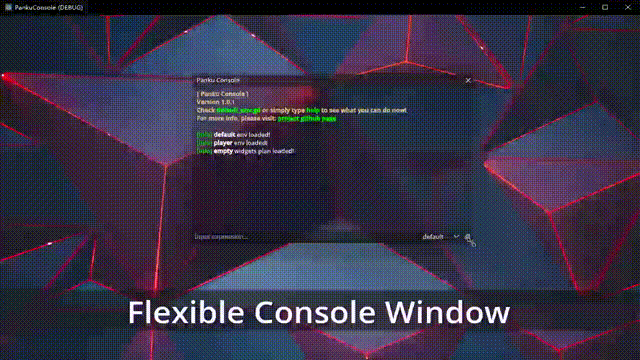 PankuConsole (DEBUG)
Panku Console
[ Panku Console ]
Version 1.0.1
Check default_env.gd or simply type help to see what you can do now!
For more info, please visit: project github page
[info] default env loaded!
[info] player env loaded!
[info] empty widgets plan loaded!
Input command...
default
Flexible Console Window